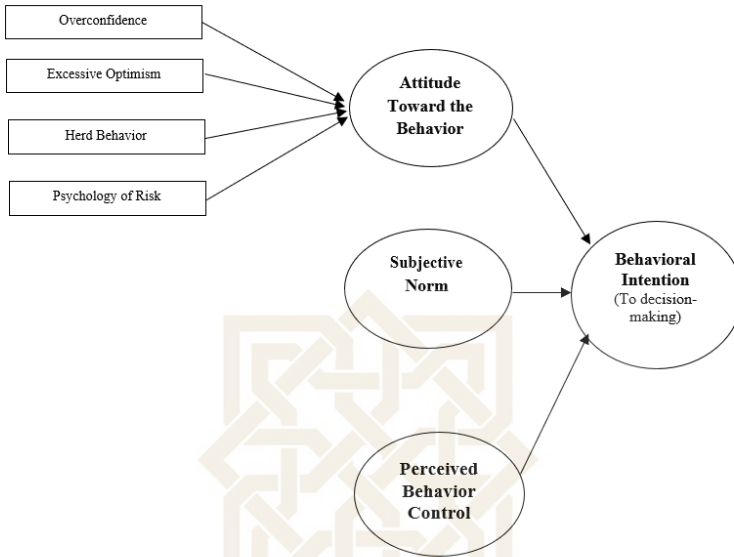 Overconfidence
Excessive Optimism
Herd Behavior
Psychology of Risk
Attitude
Toward the
Behavior
Subjective
Norm
Perceived
Behavior
Control
Behavioral
Intention
(To decision-
making)